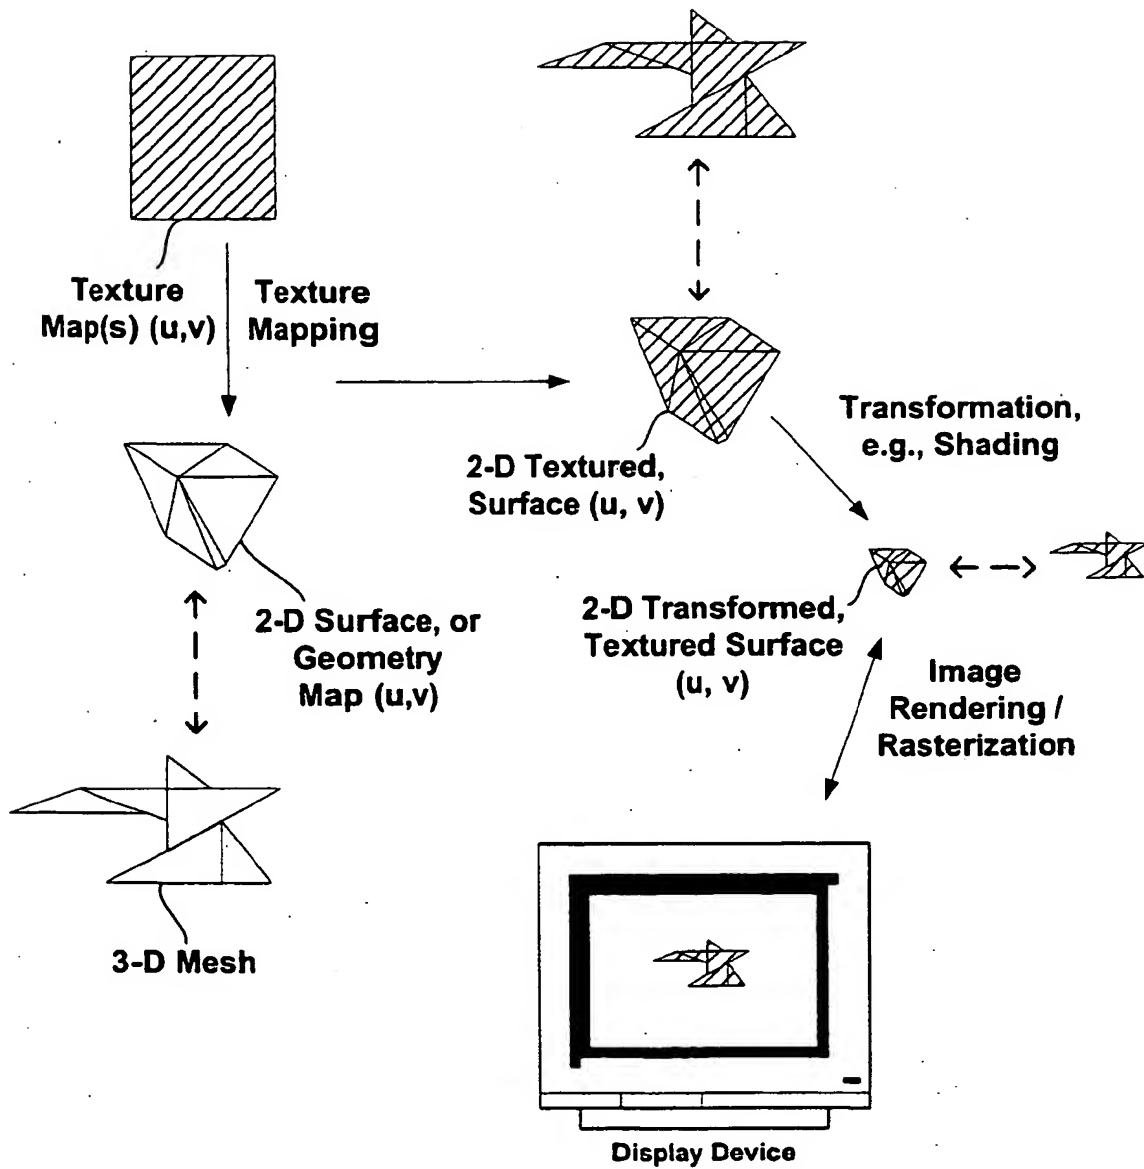 Texture
Map(s) (u,v)
Texture
Mapping
2-D Textured,
Surface (u, v)
Transformation,
e.g., Shading
2-D Surface, or
Geometry
Map (u,v)
2-D Transformed,
Textured Surface
(u, v)
Image
Rendering /
Rasterization
3-D Mesh
Display Device